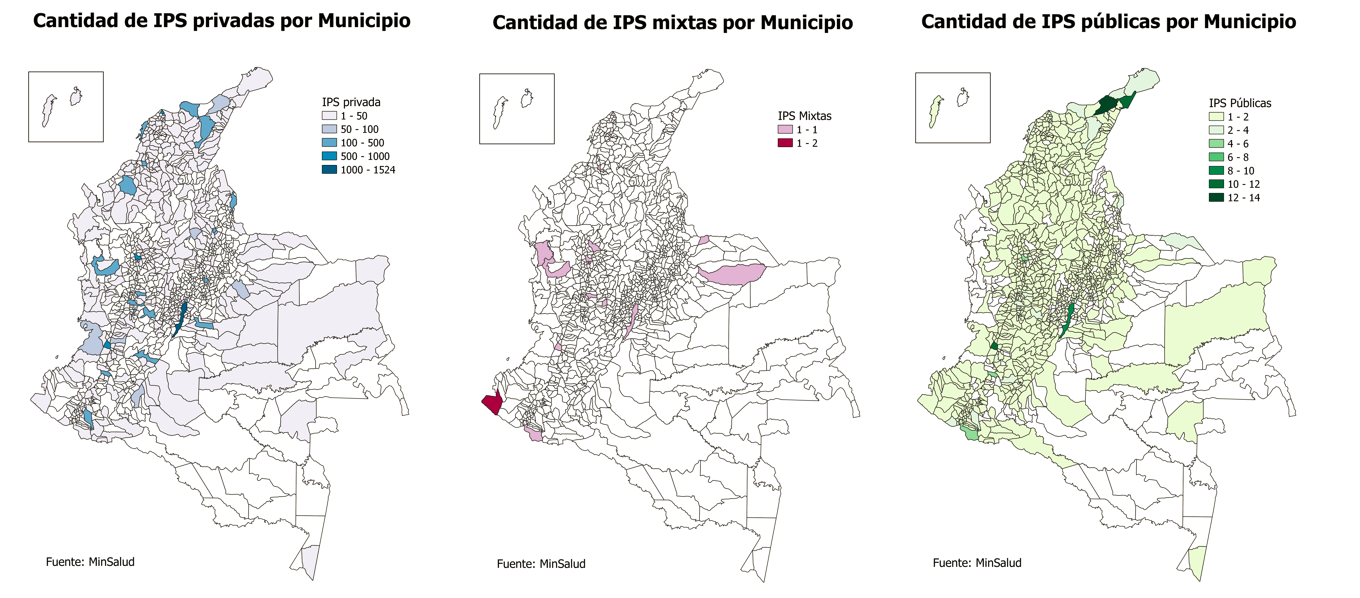 Cantidad de IPS privadas por Municipio
IPS privada
1 - 50
50 - 100
100 - 500
500 - 1000
1000 - 1524
Fuente: MinSalud
Cantidad de IPS mixtas por Municipio
IPS Mixtas
1 - 1
1 - 2
Fuente: MinSalud
Cantidad de IPS públicas por Municipio
IPS Públicas
1 - 2
2 - 4
4 - 6
6 - 8
8 - 10
10 - 12
12 - 14
Fuente: MinSalud